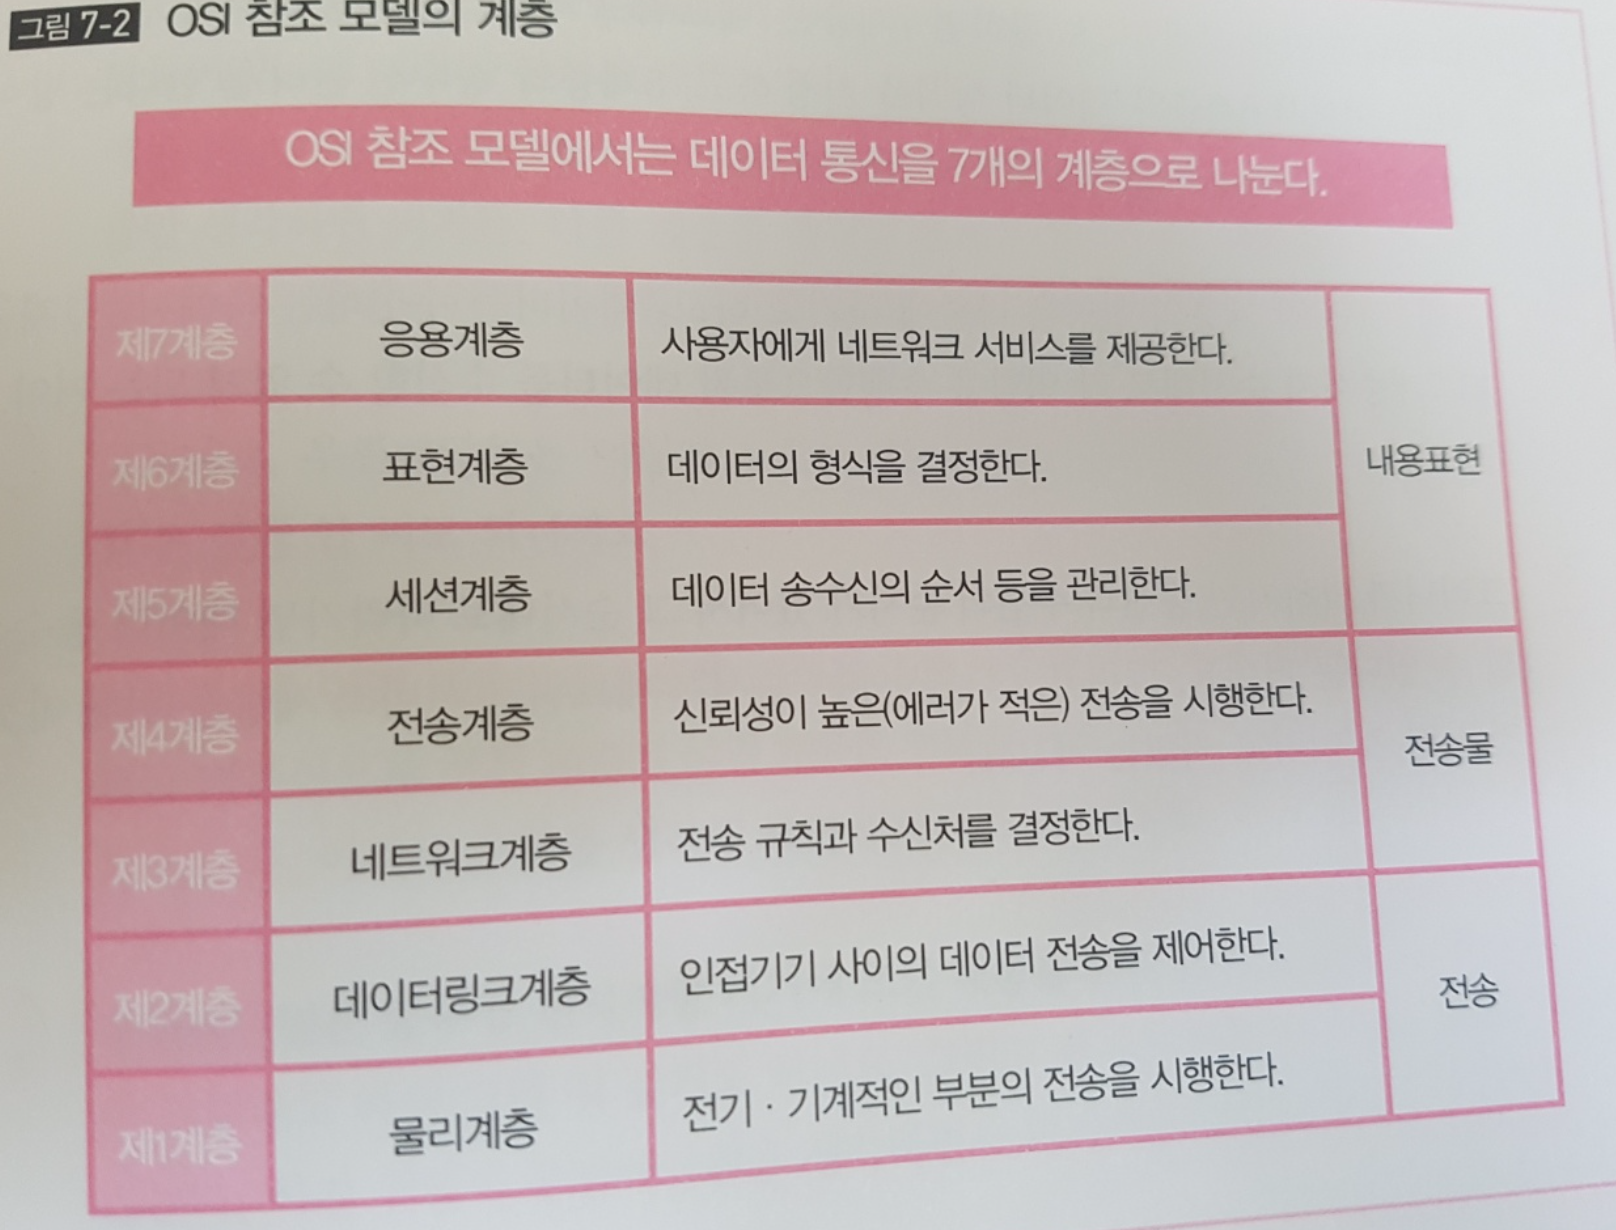 그림 7-2 OSI 참조 모델의 계층
OSI 참조 모델에서는 데이터 통신을 7개의 계층으로 나눈다.
제7계층 응용계층 사용자에게 네트워크 서비스를 제공한다.
제6계층 표현계층 데이터의 형식을 결정한다.
내용표현
제5계층 세션계층 데이터 송수신의 순서 등을 관리한다.
제4계층 전송계층 신뢰성이 높은(에러가 적은) 전송을 시행한다.
전송물
제3계층 네트워크계층 전송 규칙과 수신처를 결정한다.
제2계층 데이터링크계층 인접기기 사이의 데이터 전송을 제어한다.
전송
제1계층 물리계층 전기 · 기계적인 부분의 전송을 시행한다.